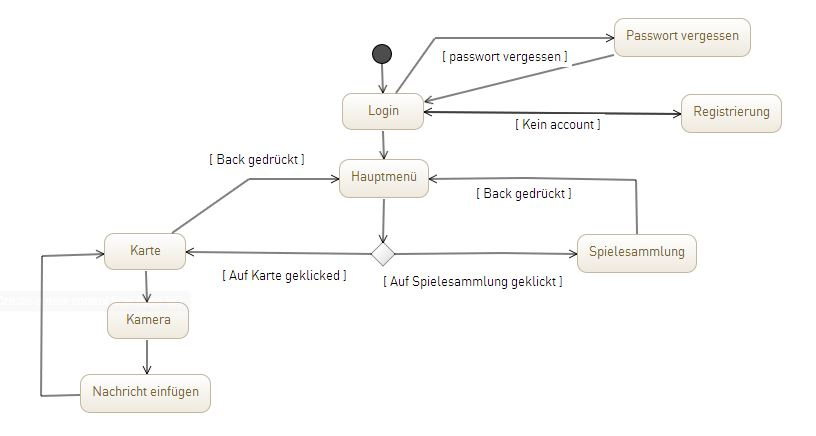 Passwort vergessen
[ passwort vergessen ]
Login
Registrierung
[ Kein account ]
[ Back gedrückt ]
Hauptmenü
[ Back gedrückt ]
Karte
Spielesammlung
[ Auf Karte geklicked ]
[ Auf Spielesammlung geklickt ]
Kamera
Nachricht einfügen